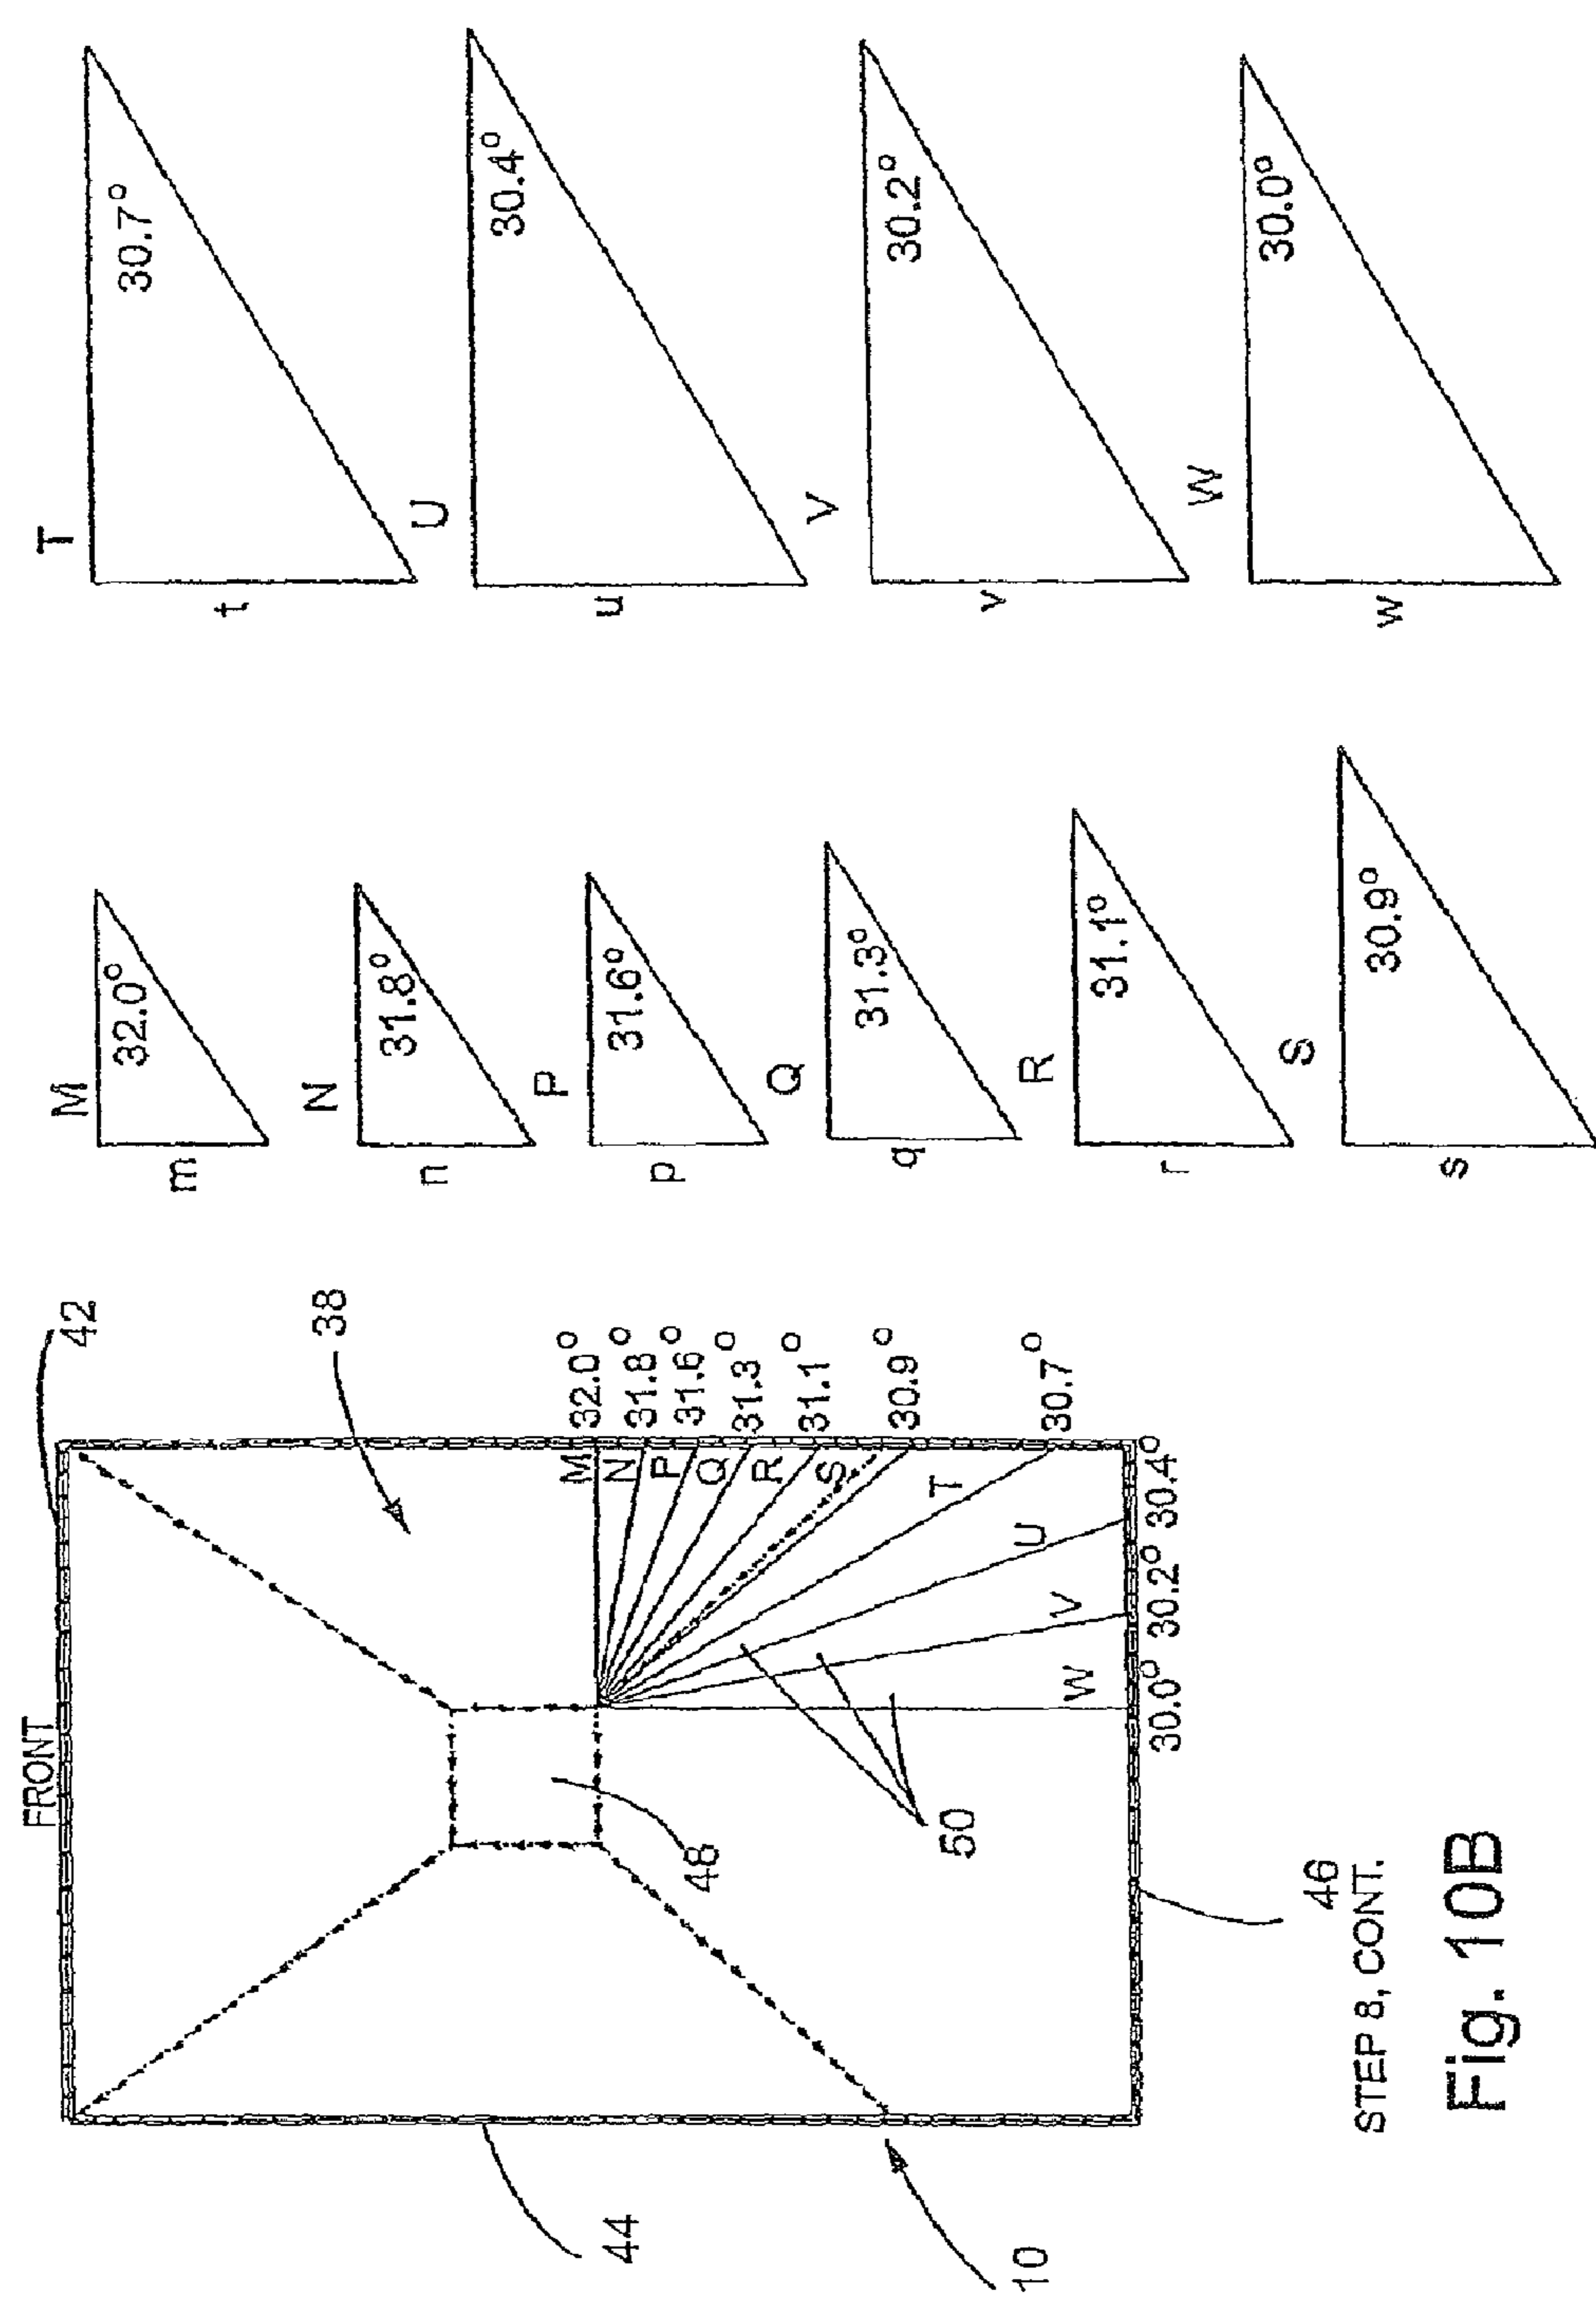 FRONT
42
38
44
10
48
50
46
M 32.0°
N 31.8°
P 31.6°
Q 31.3°
R 31.1°
S 30.9°
T 30.7°
U 30.4°
V 30.2°
W 30.0°
STEP 8, CONT.
Fig. 10B
M
32.0°
m
N
31.8°
n
P
31.6°
p
Q
31.3°
q
R
31.1°
r
S
30.9°
s
T
30.7°
t
U
30.4°
u
V
30.2°
v
W
30.0°
w